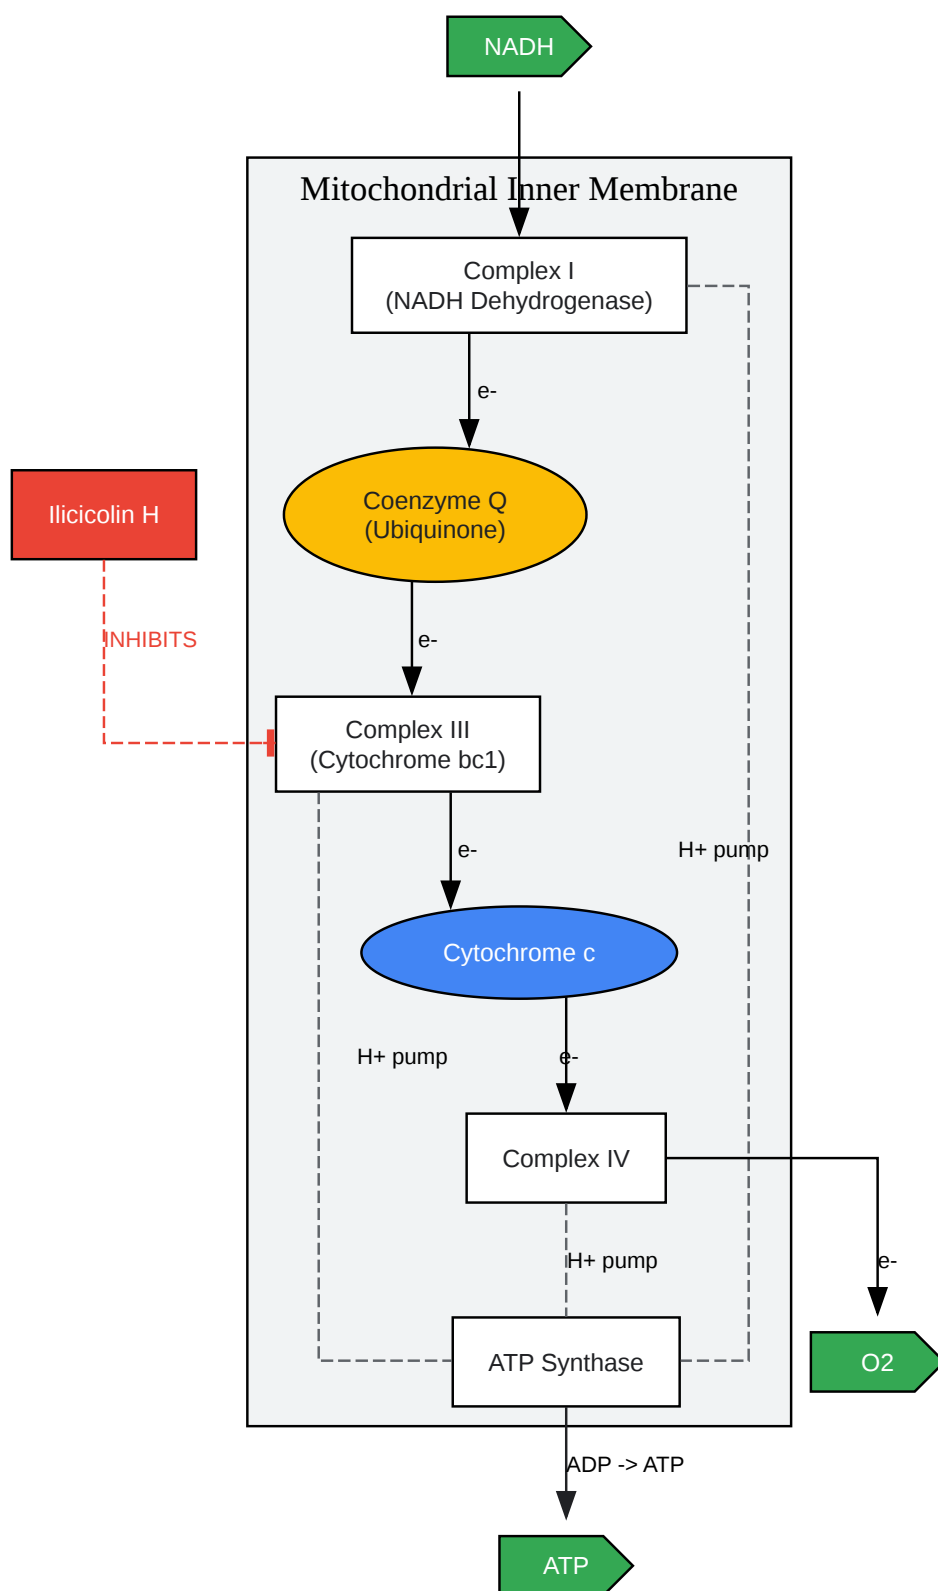 NADH
Mitochondrial Inner Membrane
Complex I
(NADH Dehydrogenase)
e-
Coenzyme Q
(Ubiquinone)
Ilicicolin H
INHIBITS
e-
Complex III
(Cytochrome bc1)
e-
H+ pump
Cytochrome c
H+ pump
e-
Complex IV
H+ pump
e-
ATP Synthase
O2
ADP -> ATP
ATP